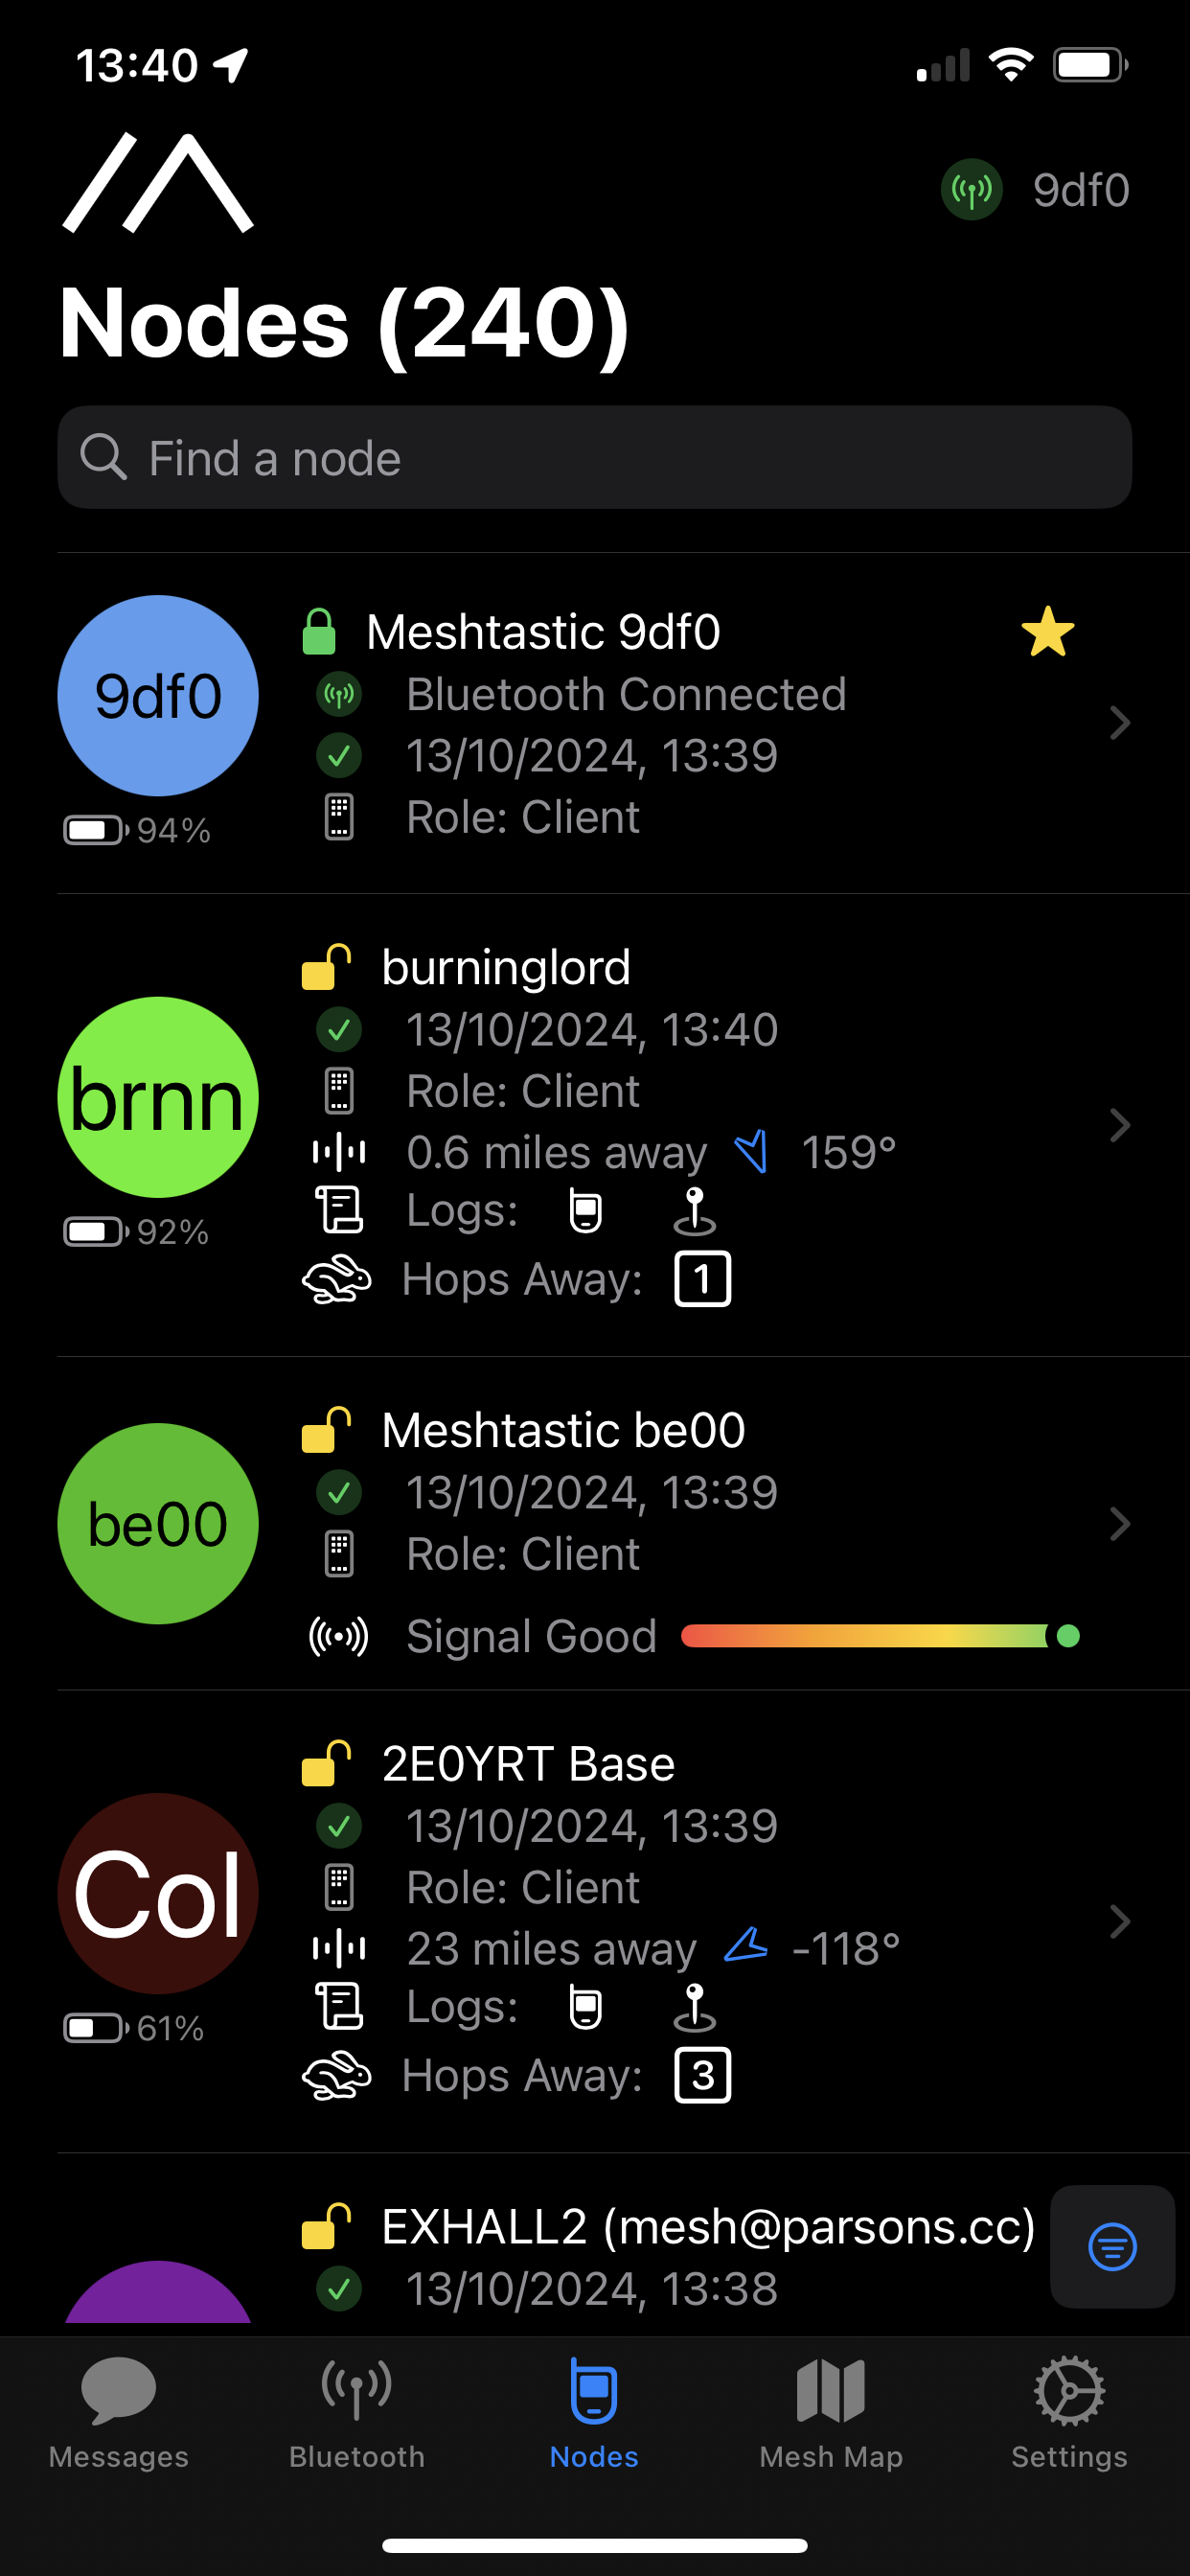 13:40
9df0
Nodes (240)
Find a node
9df0
94%
Meshtastic 9df0
Bluetooth Connected
13/10/2024, 13:39
Role: Client
brnn
92%
burninglord
13/10/2024, 13:40
Role: Client
0.6 miles away 159°
Logs:
Hops Away: 1
be00
Meshtastic be00
13/10/2024, 13:39
Role: Client
Signal Good
Col
61%
2E0YRT Base
13/10/2024, 13:39
Role: Client
23 miles away -118°
Logs:
Hops Away: 3
EXHALL2 (mesh@parsons.cc)
13/10/2024, 13:38
Messages Bluetooth Nodes Mesh Map Settings